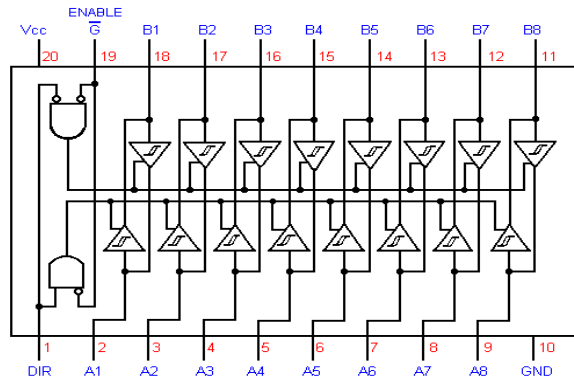 ENABLE
Vcc G B1 B2 B3 B4 B5 B6 B7 B8
20 19 18 17 16 15 14 13 12 11
1 2 3 4 5 6 7 8 9 10
DIR A1 A2 A3 A4 A5 A6 A7 A8 GND